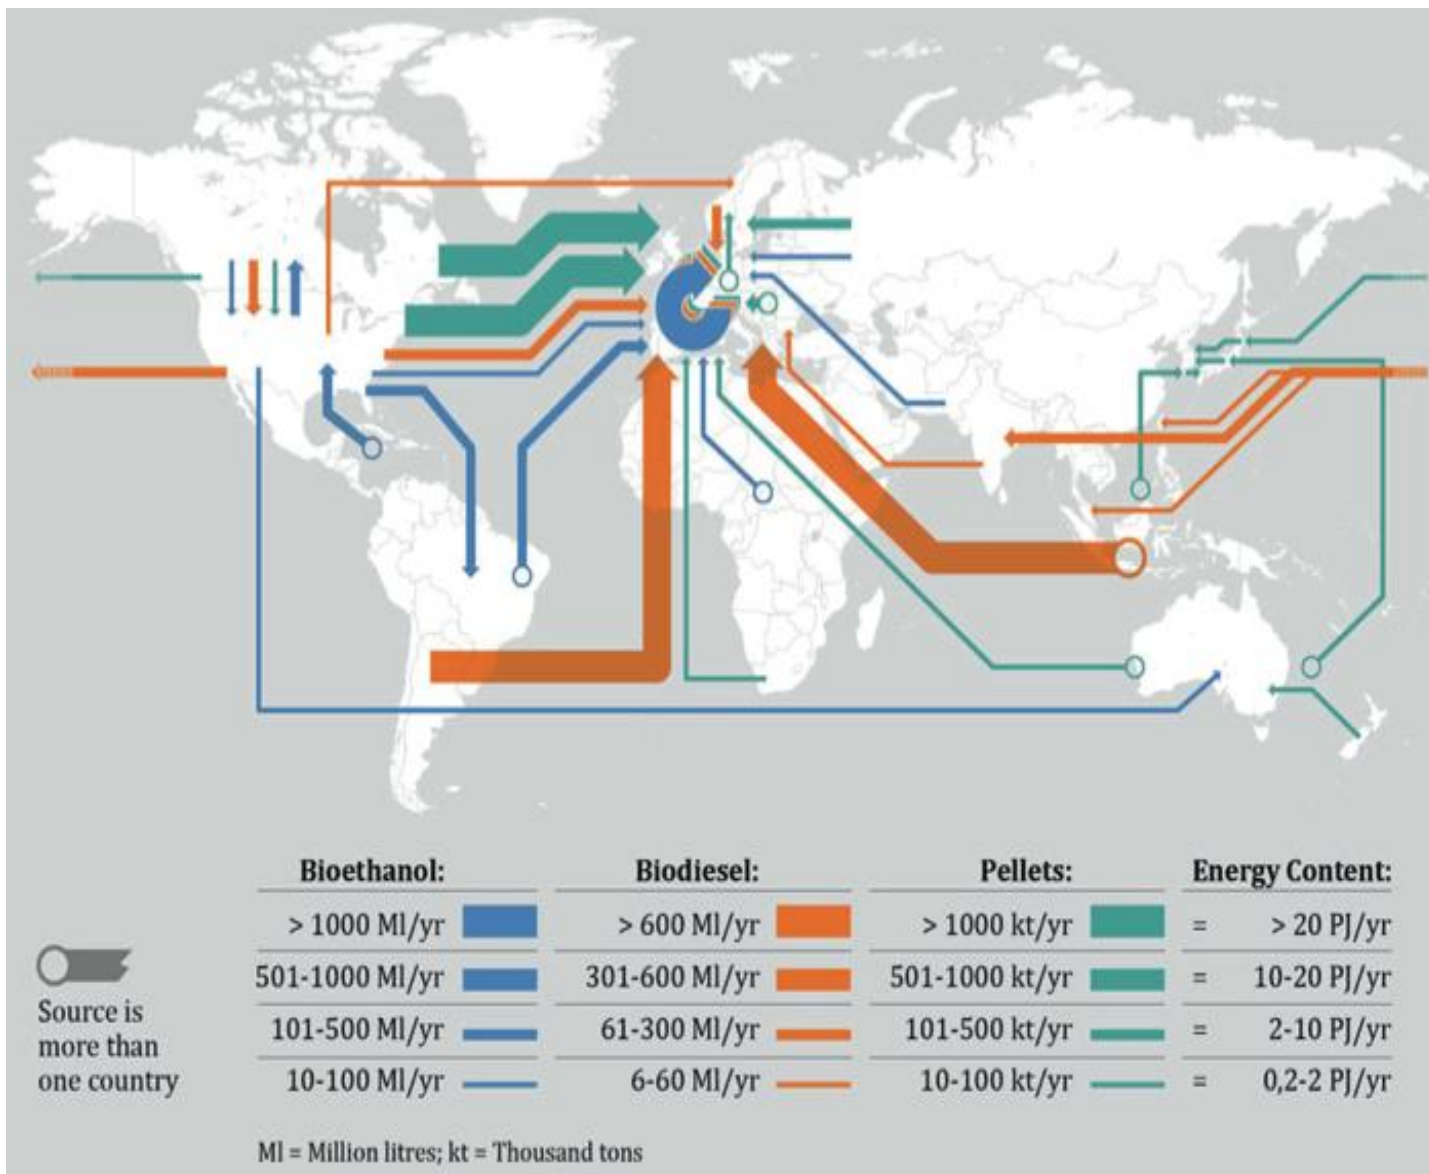 Bioethanol: Biodiesel: Pellets: Energy Content:
> 1000 Ml/yr > 600 Ml/yr > 1000 kt/yr = > 20 PJ/yr
501-1000 Ml/yr 301-600 Ml/yr 501-1000 kt/yr = 10-20 PJ/yr
101-500 Ml/yr 61-300 Ml/yr 101-500 kt/yr = 2-10 PJ/yr
10-100 Ml/yr 6-60 Ml/yr 10-100 kt/yr = 0,2-2 PJ/yr
Source is
more than
one country
Ml = Million litres; kt = Thousand tons